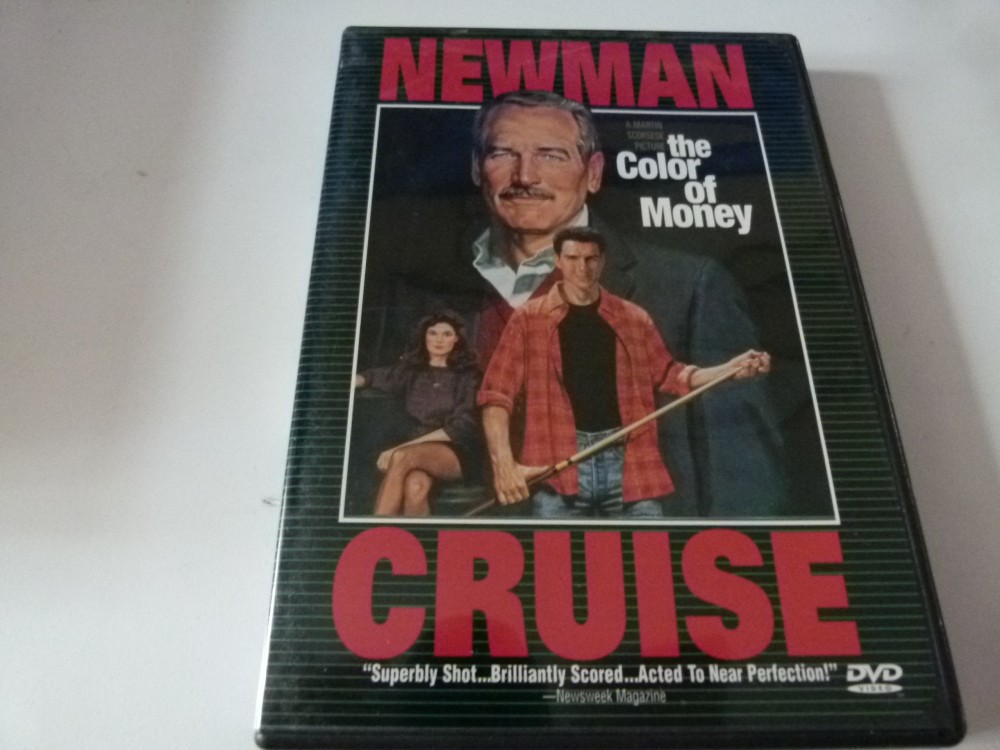 NEWMAN
A MARTIN
SCORSESE
PICTURE
the
Color
of
Money
CRUISE
“Superbly Shot...Brilliantly Scored...Acted To Near Perfection!”
—Newsweek Magazine
DVD
VIDEO